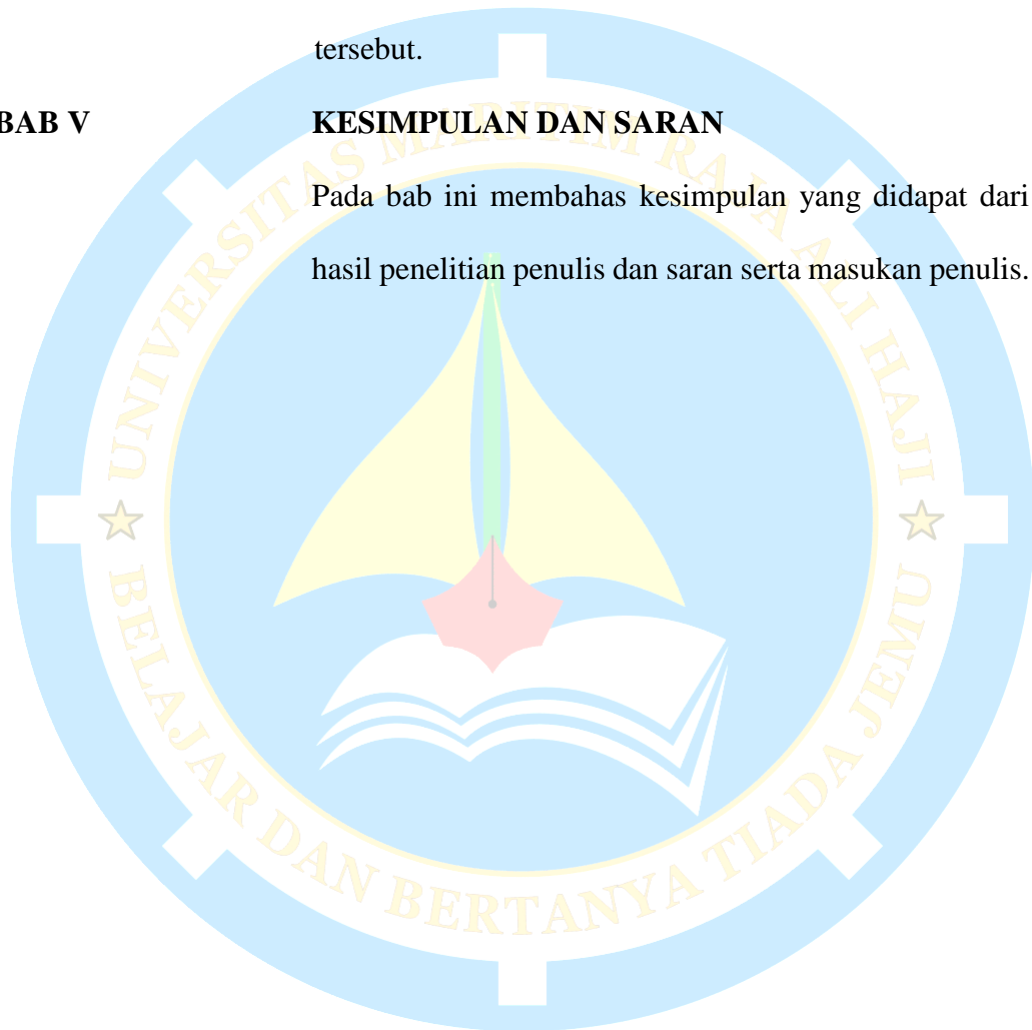 tersebut.
BAB V KESIMPULAN DAN SARAN
Pada bab ini membahas kesimpulan yang didapat dari
hasil penelitian penulis dan saran serta masukan penulis.
UNIVERSITAS MARITIM RAJA ALI HAJI
BELAJAR DAN BERTANYA TIADA JEMU